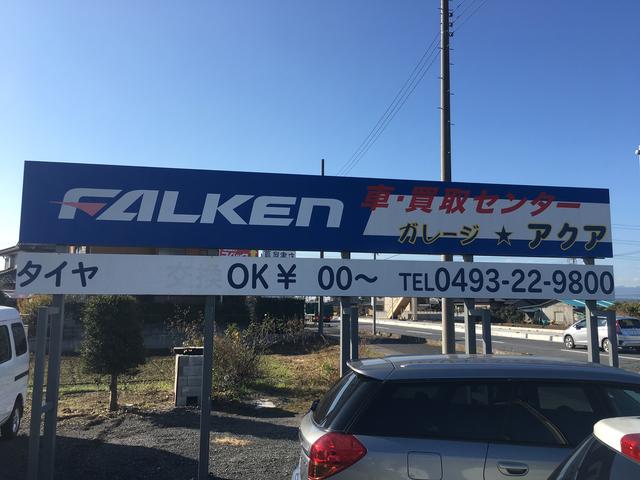 FALKEN 車・買取センター
ガレージ ★ アクア
タイヤ OK¥ 00～ TEL0493-22-9800